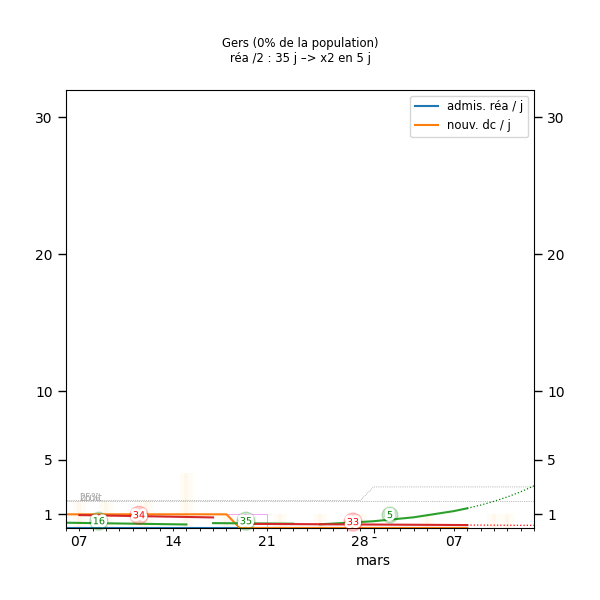 Gers (0% de la population)
réa /2 : 35 j –> x2 en 5 j
admis. réa / j
nouv. dc / j
30 30
20 20
10 10
5 5
1 1
16 34 35 33 5
07 14 21 28 07
mars